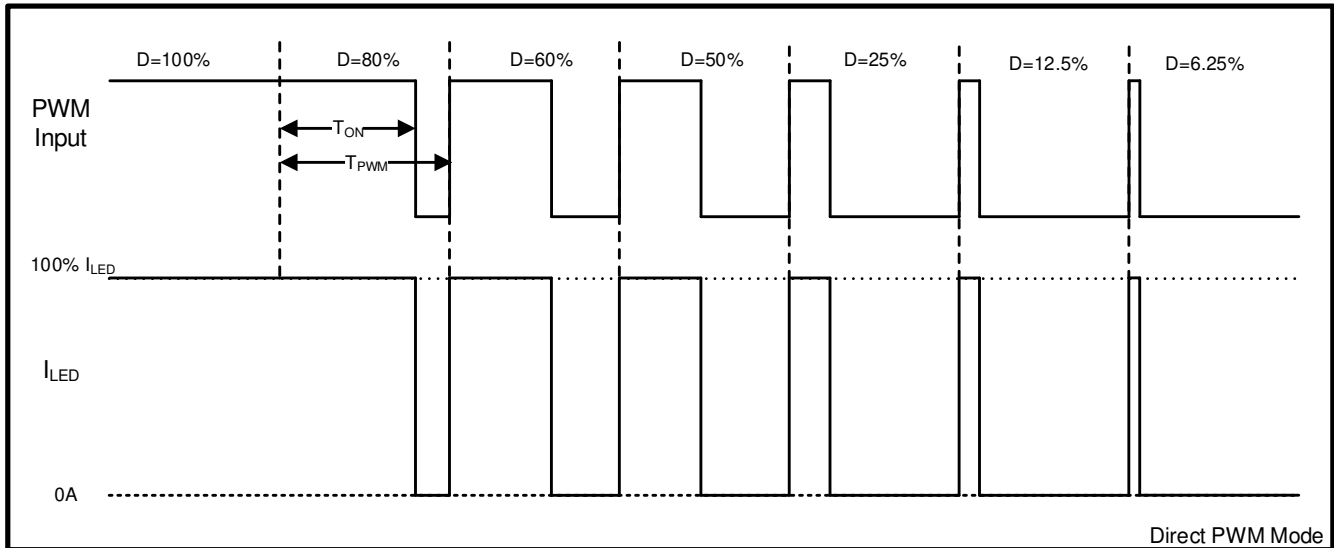 D=100% D=80% D=60% D=50% D=25% D=12.5% D=6.25%
PWM
Input
TON
TPWM
100% ILED
ILED
0A
Direct PWM Mode